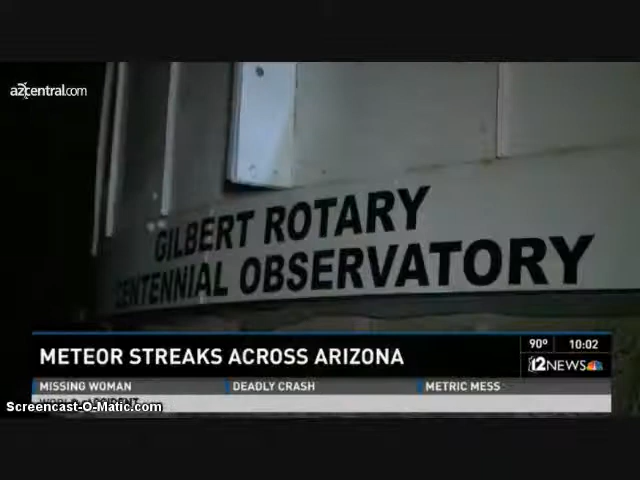 azcentral.com
GILBERT ROTARY
CENTENNIAL OBSERVATORY
90° 10:02
METEOR STREAKS ACROSS ARIZONA
12NEWS
MISSING WOMAN DEADLY CRASH METRIC MESS
ACCIDENT
Screencast-O-Matic.com